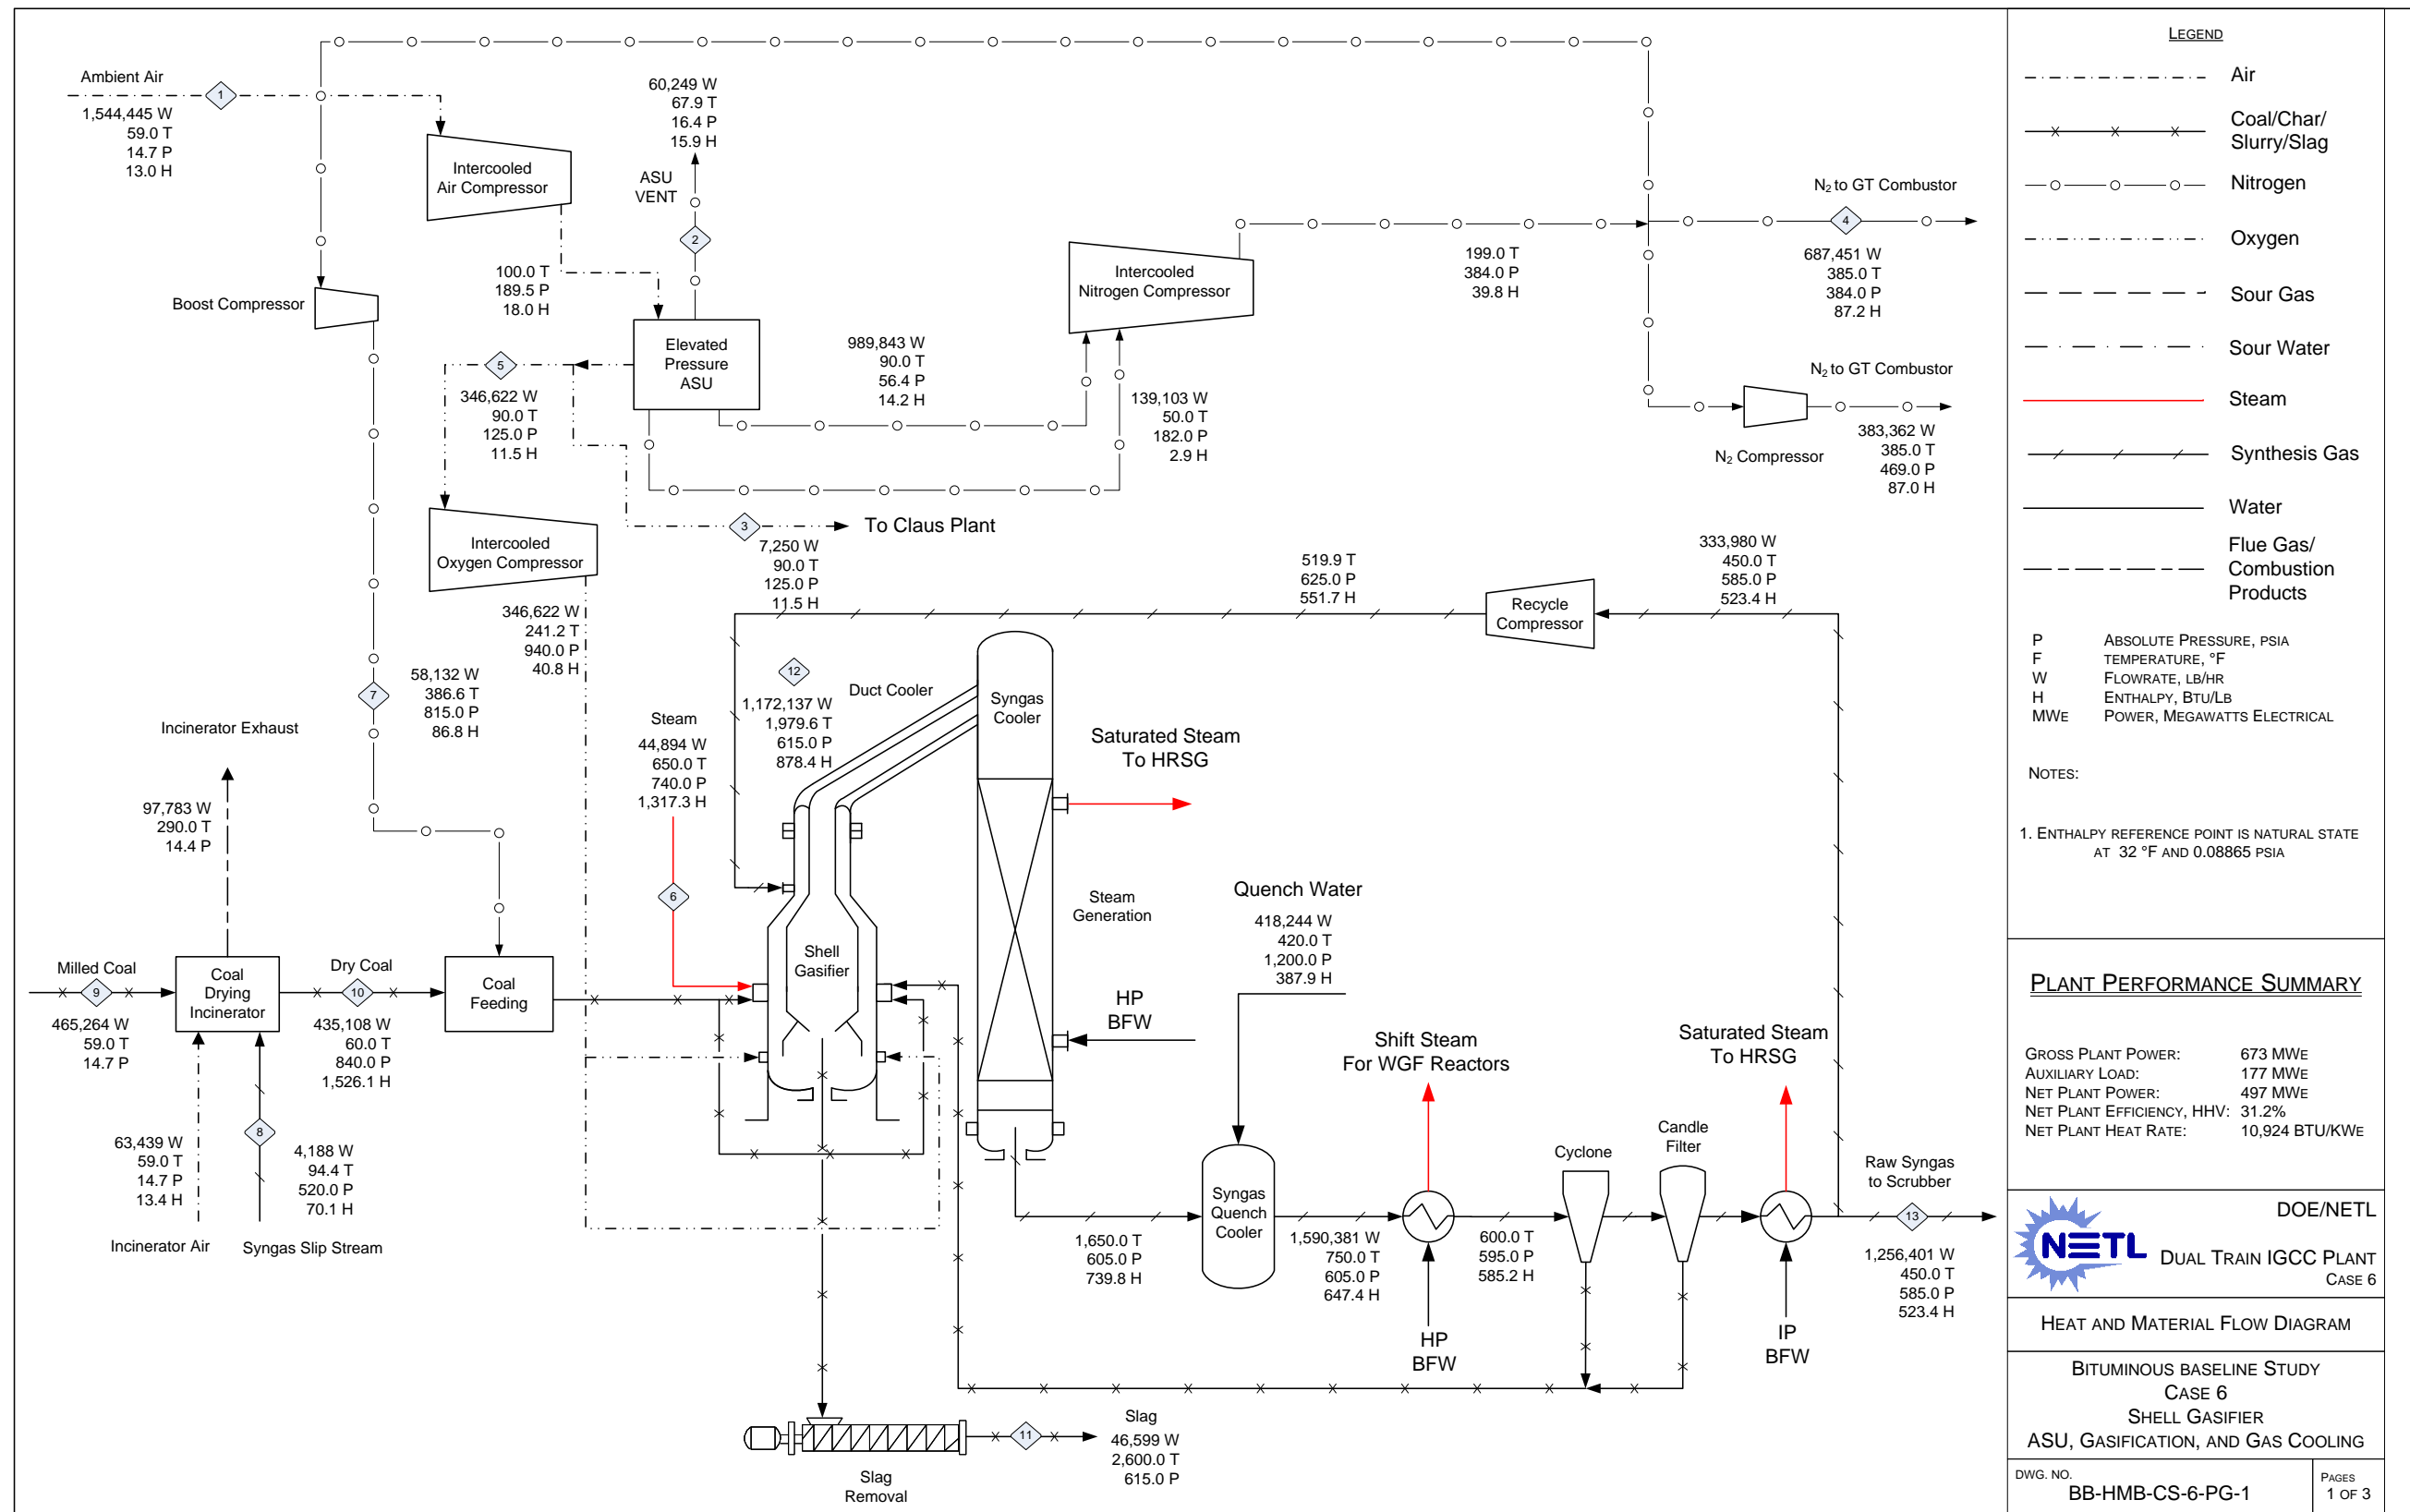 Ambient Air
1
1,544,445 W
59.0 T
14.7 P
13.0 H
Intercooled
Air Compressor
60,249 W
67.9 T
16.4 P
15.9 H
ASU
VENT
2
100.0 T
189.5 P
18.0 H
Boost Compressor
Elevated
Pressure
ASU
5
346,622 W
90.0 T
125.0 P
11.5 H
989,843 W
90.0 T
56.4 P
14.2 H
139,103 W
50.0 T
182.0 P
2.9 H
Intercooled
Nitrogen Compressor
199.0 T
384.0 P
39.8 H
N2 to GT Combustor
4
687,451 W
385.0 T
384.0 P
87.2 H
N2 to GT Combustor
N2 Compressor
383,362 W
385.0 T
469.0 P
87.0 H
Intercooled
Oxygen Compressor
346,622 W
241.2 T
940.0 P
40.8 H
3
To Claus Plant
7,250 W
90.0 T
125.0 P
11.5 H
519.9 T
625.0 P
551.7 H
Recycle
Compressor
333,980 W
450.0 T
585.0 P
523.4 H
7
58,132 W
386.6 T
815.0 P
86.8 H
12
1,172,137 W
1,979.6 T
615.0 P
878.4 H
Duct Cooler
Syngas
Cooler
Saturated Steam
To HRSG
Steam
44,894 W
650.0 T
740.0 P
1,317.3 H
6
Incinerator Exhaust
97,783 W
290.0 T
14.4 P
Shell
Gasifier
Steam
Generation
HP
BFW
Quench Water
418,244 W
420.0 T
1,200.0 P
387.9 H
Milled Coal
9
465,264 W
59.0 T
14.7 P
Coal
Drying
Incinerator
Dry Coal
10
435,108 W
60.0 T
840.0 P
1,526.1 H
Coal
Feeding
63,439 W
59.0 T
14.7 P
13.4 H
Incinerator Air
8
4,188 W
94.4 T
520.0 P
70.1 H
Syngas Slip Stream
Shift Steam
For WGF Reactors
Saturated Steam
To HRSG
1,650.0 T
605.0 P
739.8 H
Syngas
Quench
Cooler
1,590,381 W
750.0 T
605.0 P
647.4 H
HP
BFW
600.0 T
595.0 P
585.2 H
Cyclone
Candle
Filter
IP
BFW
Raw Syngas
to Scrubber
13
1,256,401 W
450.0 T
585.0 P
523.4 H
Slag
Removal
11
Slag
46,599 W
2,600.0 T
615.0 P
LEGEND
Air
Coal/Char/
Slurry/Slag
Nitrogen
Oxygen
Sour Gas
Sour Water
Steam
Synthesis Gas
Water
Flue Gas/
Combustion
Products
P ABSOLUTE PRESSURE, PSIA
F TEMPERATURE, °F
W FLOWRATE, LB/HR
H ENTHALPY, BTU/LB
MWE POWER, MEGAWATTS ELECTRICAL
NOTES:
1. ENTHALPY REFERENCE POINT IS NATURAL STATE
AT 32 °F AND 0.08865 PSIA
PLANT PERFORMANCE SUMMARY
GROSS PLANT POWER: 673 MWE
AUXILIARY LOAD: 177 MWE
NET PLANT POWER: 497 MWE
NET PLANT EFFICIENCY, HHV: 31.2%
NET PLANT HEAT RATE: 10,924 BTU/KWE
NETL
DOE/NETL
DUAL TRAIN IGCC PLANT
CASE 6
HEAT AND MATERIAL FLOW DIAGRAM
BITUMINOUS BASELINE STUDY
CASE 6
SHELL GASIFIER
ASU, GASIFICATION, AND GAS COOLING
DWG. NO.
BB-HMB-CS-6-PG-1
PAGES
1 OF 3